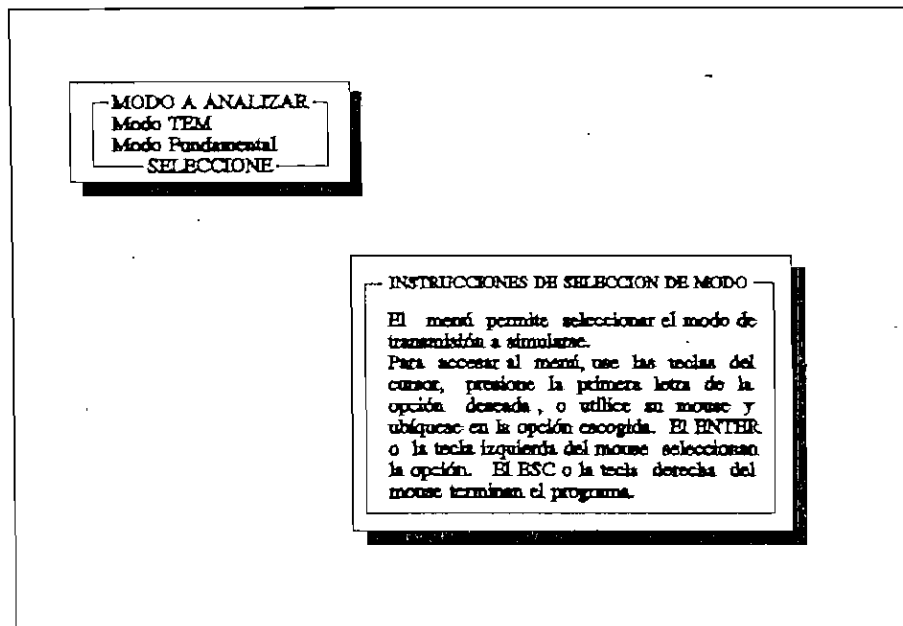 MODO A ANALIZAR
Modo TEM
Modo Fundamental
SELECCIONE
INSTRUCCIONES DE SELECCION DE MODO
El menú permite seleccionar el modo de
transmisión a simularse.
Para accesar al menú, use las teclas del
cursor, presione la primera letra de la
opción deseada, o utilice su mouse y
ubíquese en la opción escogida. El ENTER
o la tecla izquierda del mouse seleccionan
la opción. El ESC o la tecla derecha del
mouse terminan el programa.